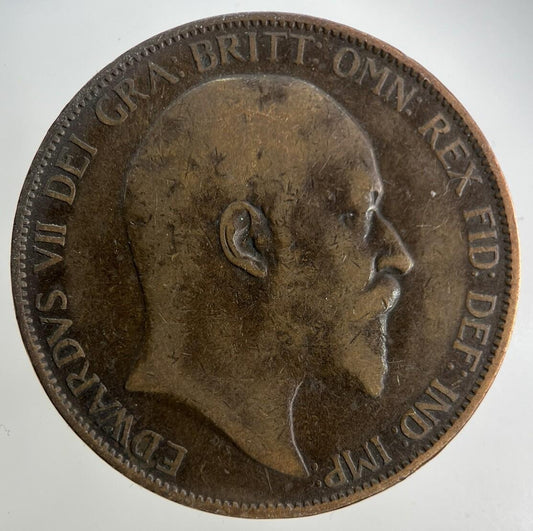 EDWARDVS VII DEI GRA: BRITT: OMN: REX FID: DEF: IND: IMP: